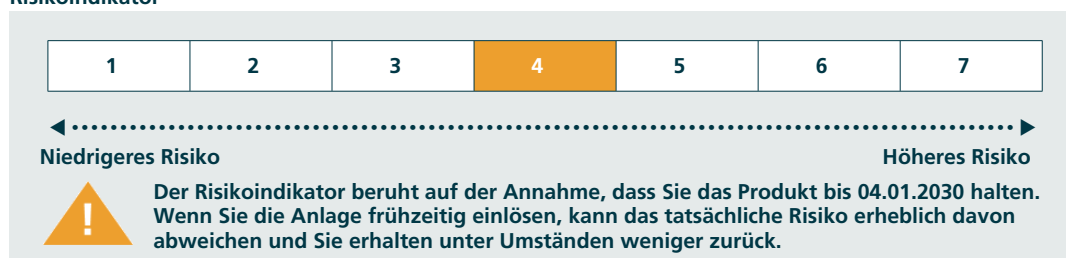 Risikoindikator
1 2 3 4 5 6 7
Niedrigeres Risiko Höheres Risiko
! Der Risikoindikator beruht auf der Annahme, dass Sie das Produkt bis 04.01.2030 halten.
Wenn Sie die Anlage frühzeitig einlösen, kann das tatsächliche Risiko erheblich davon
abweichen und Sie erhalten unter Umständen weniger zurück.